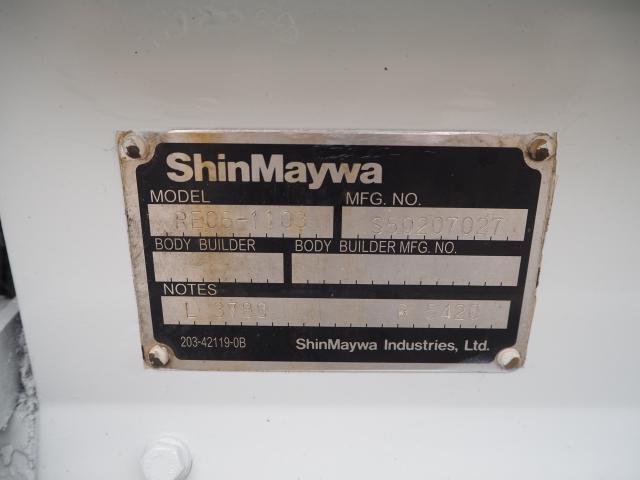 ShinMaywa
MODEL MFG. NO.
RE05-1103 S50207027
BODY BUILDER BODY BUILDER MFG. NO.
NOTES
L 3780 R 5420
203-42119-0B ShinMaywa Industries, Ltd.